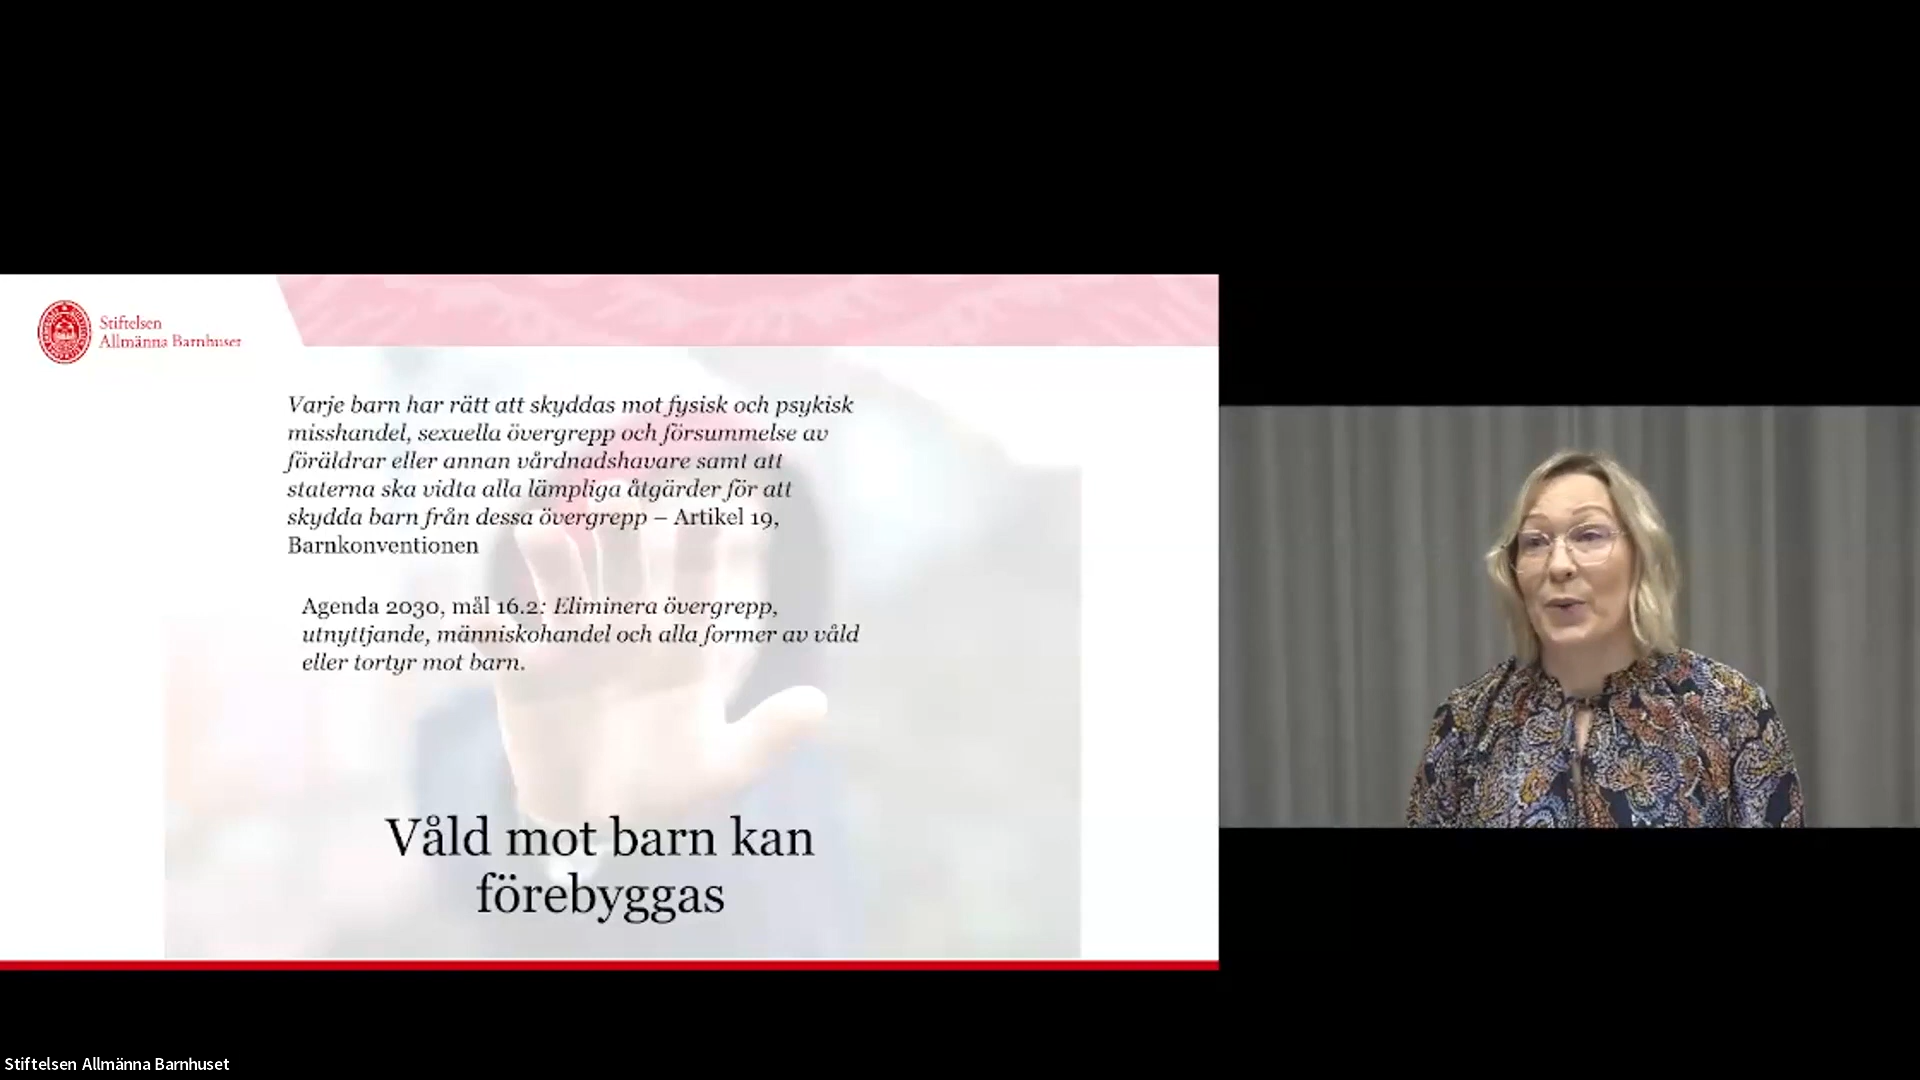 Stiftelsen
Allmänna Barnhuset
Varje barn har rätt att skyddas mot fysisk och psykisk
misshandel, sexuella övergrepp och försummelse av
föräldrar eller annan vårdnadshavare samt att
staterna ska vidta alla lämpliga åtgärder för att
skydda barn från dessa övergrepp – Artikel 19,
Barnkonventionen
Agenda 2030, mål 16.2: Eliminera övergrepp,
utnyttjande, människohandel och alla former av våld
eller tortyr mot barn.
Våld mot barn kan
förebyggas
Stiftelsen Allmänna Barnhuset